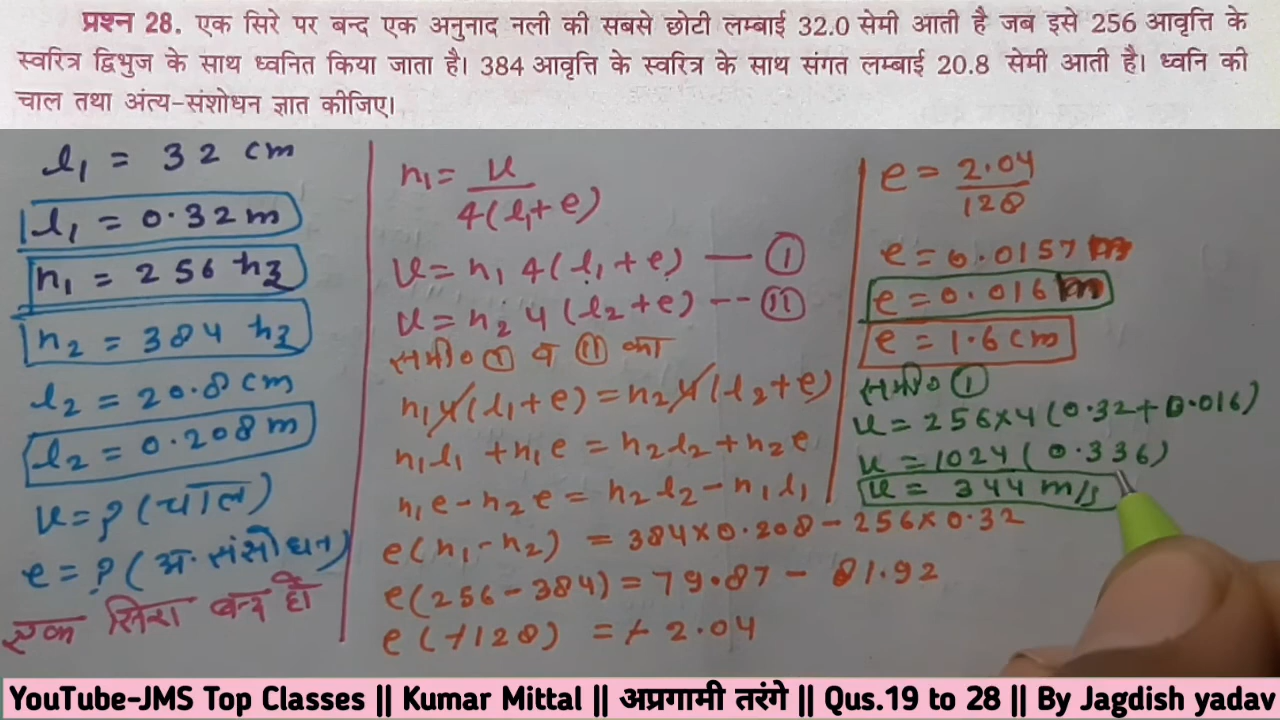 प्रश्न 28. एक सिरे पर बन्द एक अनुनाद नली की सबसे छोटी लम्बाई 32.0 सेमी आती है जब इसे 256 आवृत्ति के
स्वरित्र द्विभुज के साथ ध्वनित किया जाता है। 384 आवृत्ति के स्वरित्र के साथ संगत लम्बाई 20.8 सेमी आती है। ध्वनि की
चाल तथा अंत्य-संशोधन ज्ञात कीजिए।
l₁ = 32 cm
l₁ = 0.32 m
n₁ = 256 hz
n₂ = 384 hz
l₂ = 20.8 cm
l₂ = 0.208 m
v = ? (चाल)
e = ? (अ. संसोधन)
एक सिरा बन्द हो
n₁ = v / 4(l₁+e)
v = n₁ 4(l₁+e) — (I)
v = n₂ 4(l₂+e) -- (II)
समी० (I) व (II) का
n₁4(l₁+e) = n₂4(l₂+e)
n₁l₁ + n₁e = n₂l₂ + n₂e
n₁e - n₂e = n₂l₂ - n₁l₁
e(n₁-n₂) = 384×0.208 - 256×0.32
e(256-384) = 79.87 - 81.92
e(-128) = -2.04
e = 2.04 / 128
e = 0.0157 m
e = 0.016 m
e = 1.6 cm
समी० (I)
v = 256×4(0.32+0.016)
v = 1024(0.336)
v = 344 m/s
YouTube-JMS Top Classes || Kumar Mittal || अप्रगामी तरंगे || Qus.19 to 28 || By Jagdish yadav